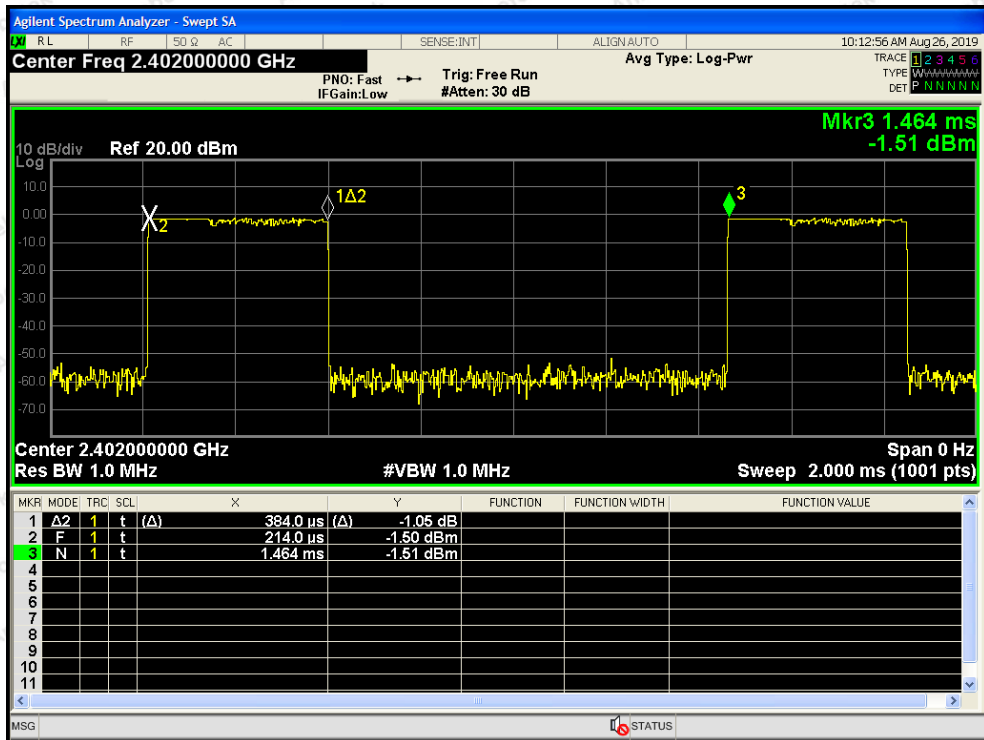 Agilent Spectrum Analyzer - Swept SA
LXI RL RF 50 Ω AC SENSE:INT ALIGNAUTO 10:12:56 AM Aug 26, 2019
Center Freq 2.402000000 GHz Avg Type: Log-Pwr TRACE 1 2 3 4 5 6
PNO: Fast Trig: Free Run TYPE W
IFGain:Low #Atten: 30 dB DET P N N N N N
Mkr3 1.464 ms
10 dB/div Ref 20.00 dBm -1.51 dBm
Log
10.0
0.00
-10.0
-20.0
-30.0
-40.0
-50.0
-60.0
-70.0
2
1Δ2
3
Center 2.402000000 GHz Span 0 Hz
Res BW 1.0 MHz #VBW 1.0 MHz Sweep 2.000 ms (1001 pts)
MKR MODE TRC SCL X Y FUNCTION FUNCTION WIDTH FUNCTION VALUE
1 Δ2 1 t (Δ) 384.0 µs (Δ) -1.05 dB
2 F 1 t 214.0 µs -1.50 dBm
3 N 1 t 1.464 ms -1.51 dBm
4
5
6
7
8
9
10
11
MSG STATUS